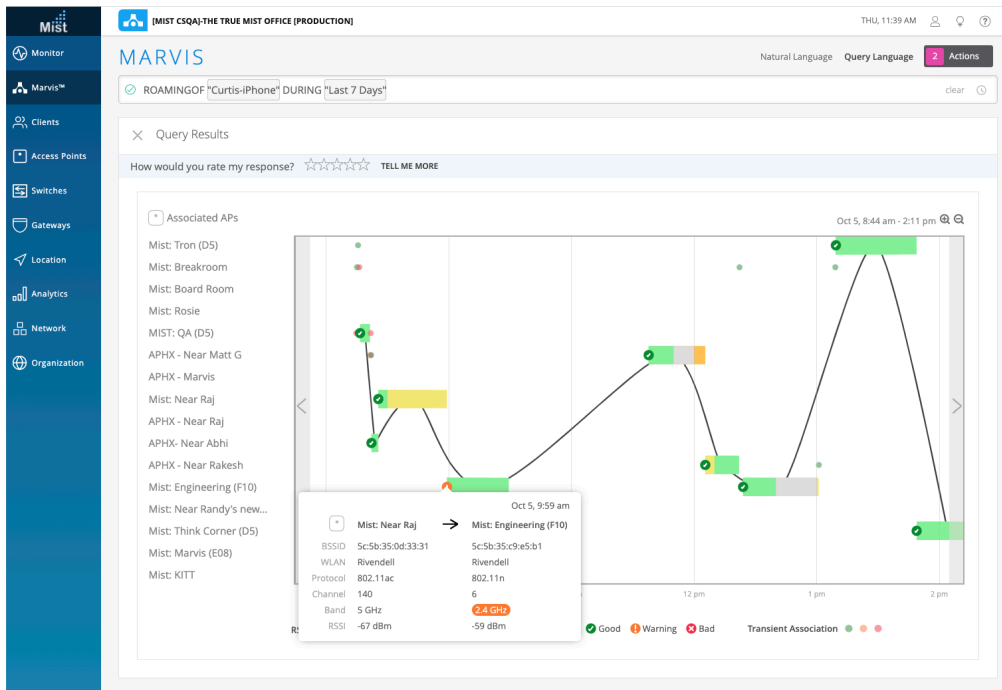 Mist
[MIST CSQA]-THE TRUE MIST OFFICE [PRODUCTION]
THU, 11:39 AM
Monitor
Marvis™
Clients
Access Points
Switches
Gateways
Location
Analytics
Network
Organization
MARVIS
Natural Language Query Language 2 Actions
ROAMINGOF "Curtis-iPhone" DURING "Last 7 Days"
clear
Query Results
How would you rate my response? TELL ME MORE
Associated APs
Oct 5, 8:44 am - 2:11 pm
Mist: Tron (D5)
Mist: Breakroom
Mist: Board Room
Mist: Rosie
MIST: QA (D5)
APHX - Near Matt G
APHX - Marvis
Mist: Near Raj
APHX - Near Raj
APHX- Near Abhi
APHX - Near Rakesh
Mist: Engineering (F10)
Mist: Near Randy's new...
Mist: Think Corner (D5)
Mist: Marvis (E08)
Mist: KITT
Oct 5, 9:59 am
Mist: Near Raj → Mist: Engineering (F10)
BSSID 5c:5b:35:0d:33:31 5c:5b:35:c9:e5:b1
WLAN Rivendell Rivendell
Protocol 802.11ac 802.11n
Channel 140 6
Band 5 GHz 2.4 GHz
RSSI -67 dBm -59 dBm
12 pm 1 pm 2 pm
Good Warning Bad Transient Association